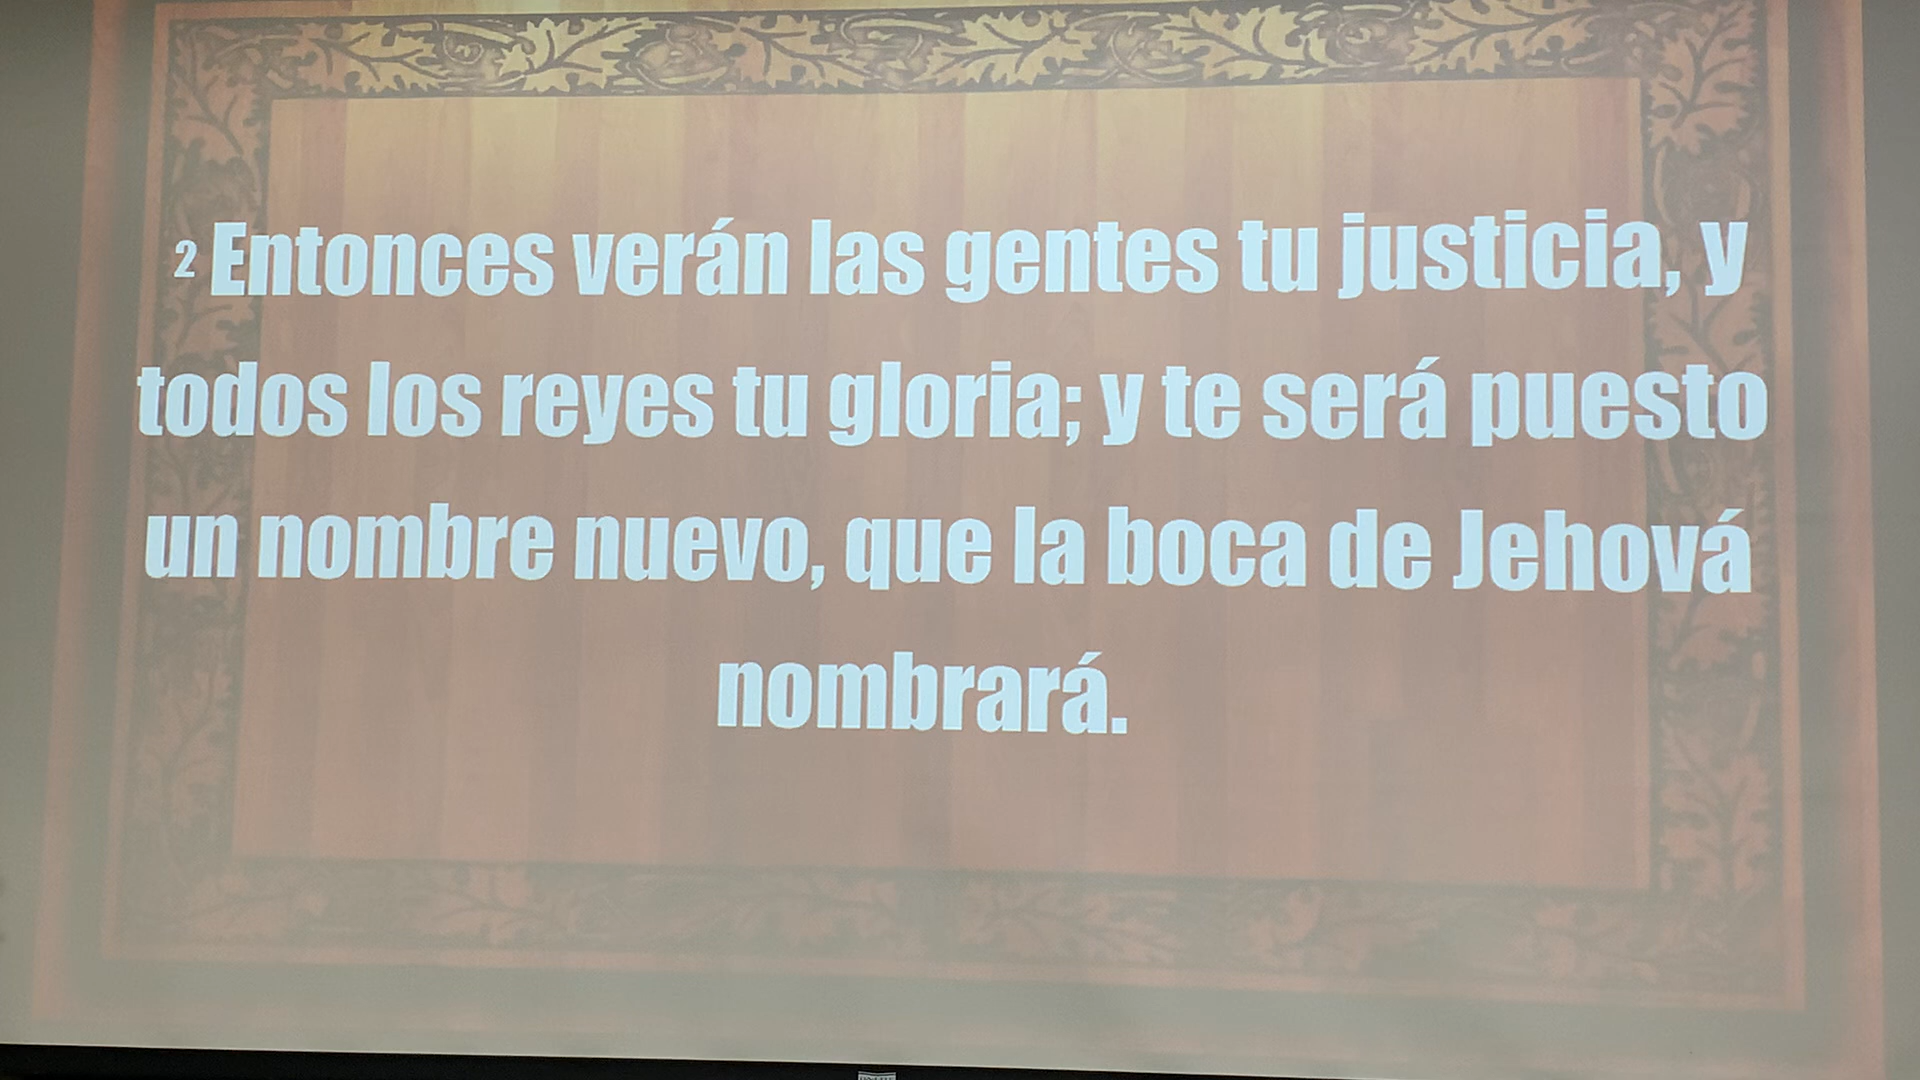 2 Entonces verán las gentes tu justicia, y
todos los reyes tu gloria; y te será puesto
un nombre nuevo, que la boca de Jehová
nombrará.